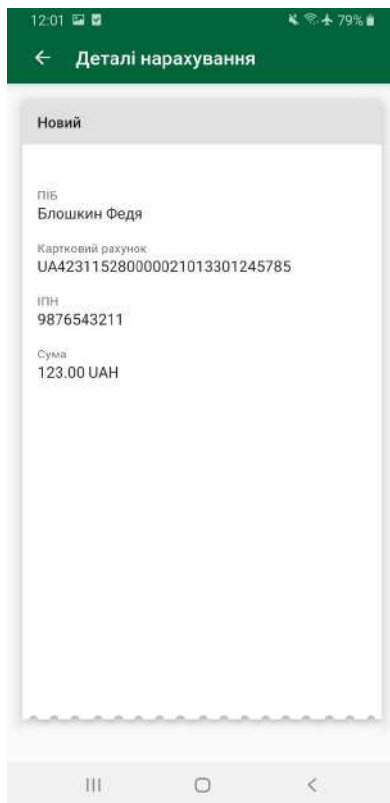 12:01 79%
Деталі нарахування
Новий
ПІБ
Блошкин Федя
Картковий рахунок
UA423115280000021013301245785
ІПН
9876543211
Сума
123.00 UAH